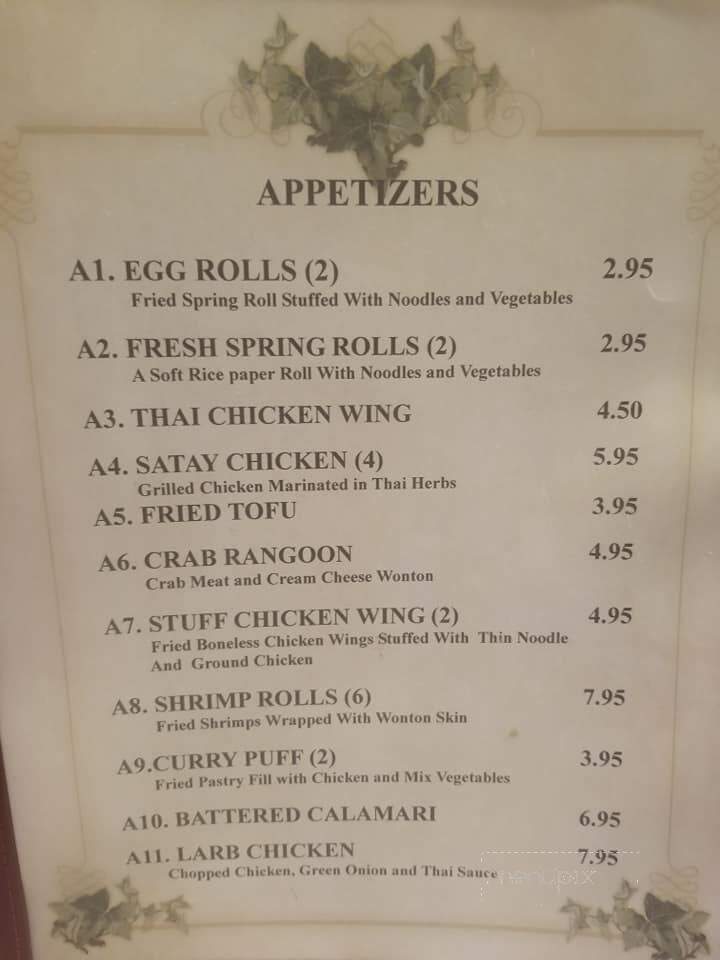 APPETIZERS
A1. EGG ROLLS (2) 2.95
Fried Spring Roll Stuffed With Noodles and Vegetables
A2. FRESH SPRING ROLLS (2) 2.95
A Soft Rice paper Roll With Noodles and Vegetables
A3. THAI CHICKEN WING 4.50
A4. SATAY CHICKEN (4) 5.95
Grilled Chicken Marinated in Thai Herbs
A5. FRIED TOFU 3.95
A6. CRAB RANGOON 4.95
Crab Meat and Cream Cheese Wonton
A7. STUFF CHICKEN WING (2) 4.95
Fried Boneless Chicken Wings Stuffed With Thin Noodle
And Ground Chicken
A8. SHRIMP ROLLS (6) 7.95
Fried Shrimps Wrapped With Wonton Skin
A9.CURRY PUFF (2) 3.95
Fried Pastry Fill with Chicken and Mix Vegetables
A10. BATTERED CALAMARI 6.95
A11. LARB CHICKEN 7.95
Chopped Chicken, Green Onion and Thai Sauce
menupix